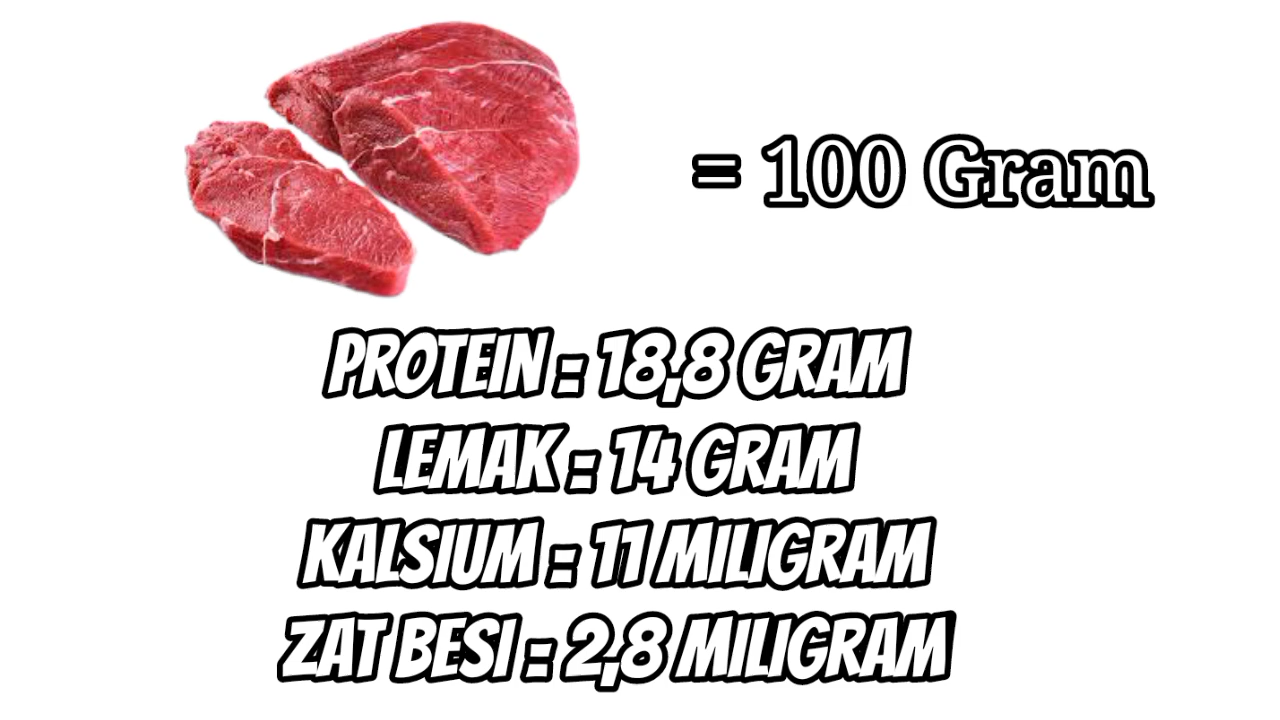 = 100 Gram
PROTEIN = 18,8 GRAM
LEMAK = 14 GRAM
KALSIUM = 11 MILIGRAM
ZAT BESI = 2,8 MILIGRAM